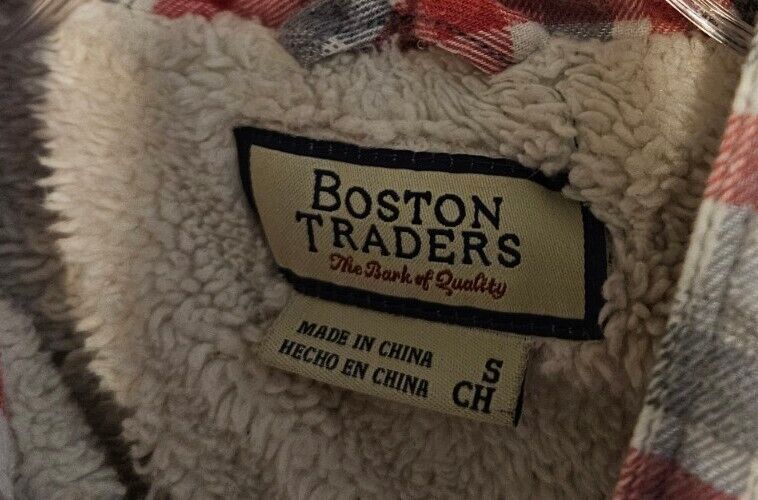 BOSTON
TRADERS
The Bark of Quality
MADE IN CHINA
HECHO EN CHINA
S
CH